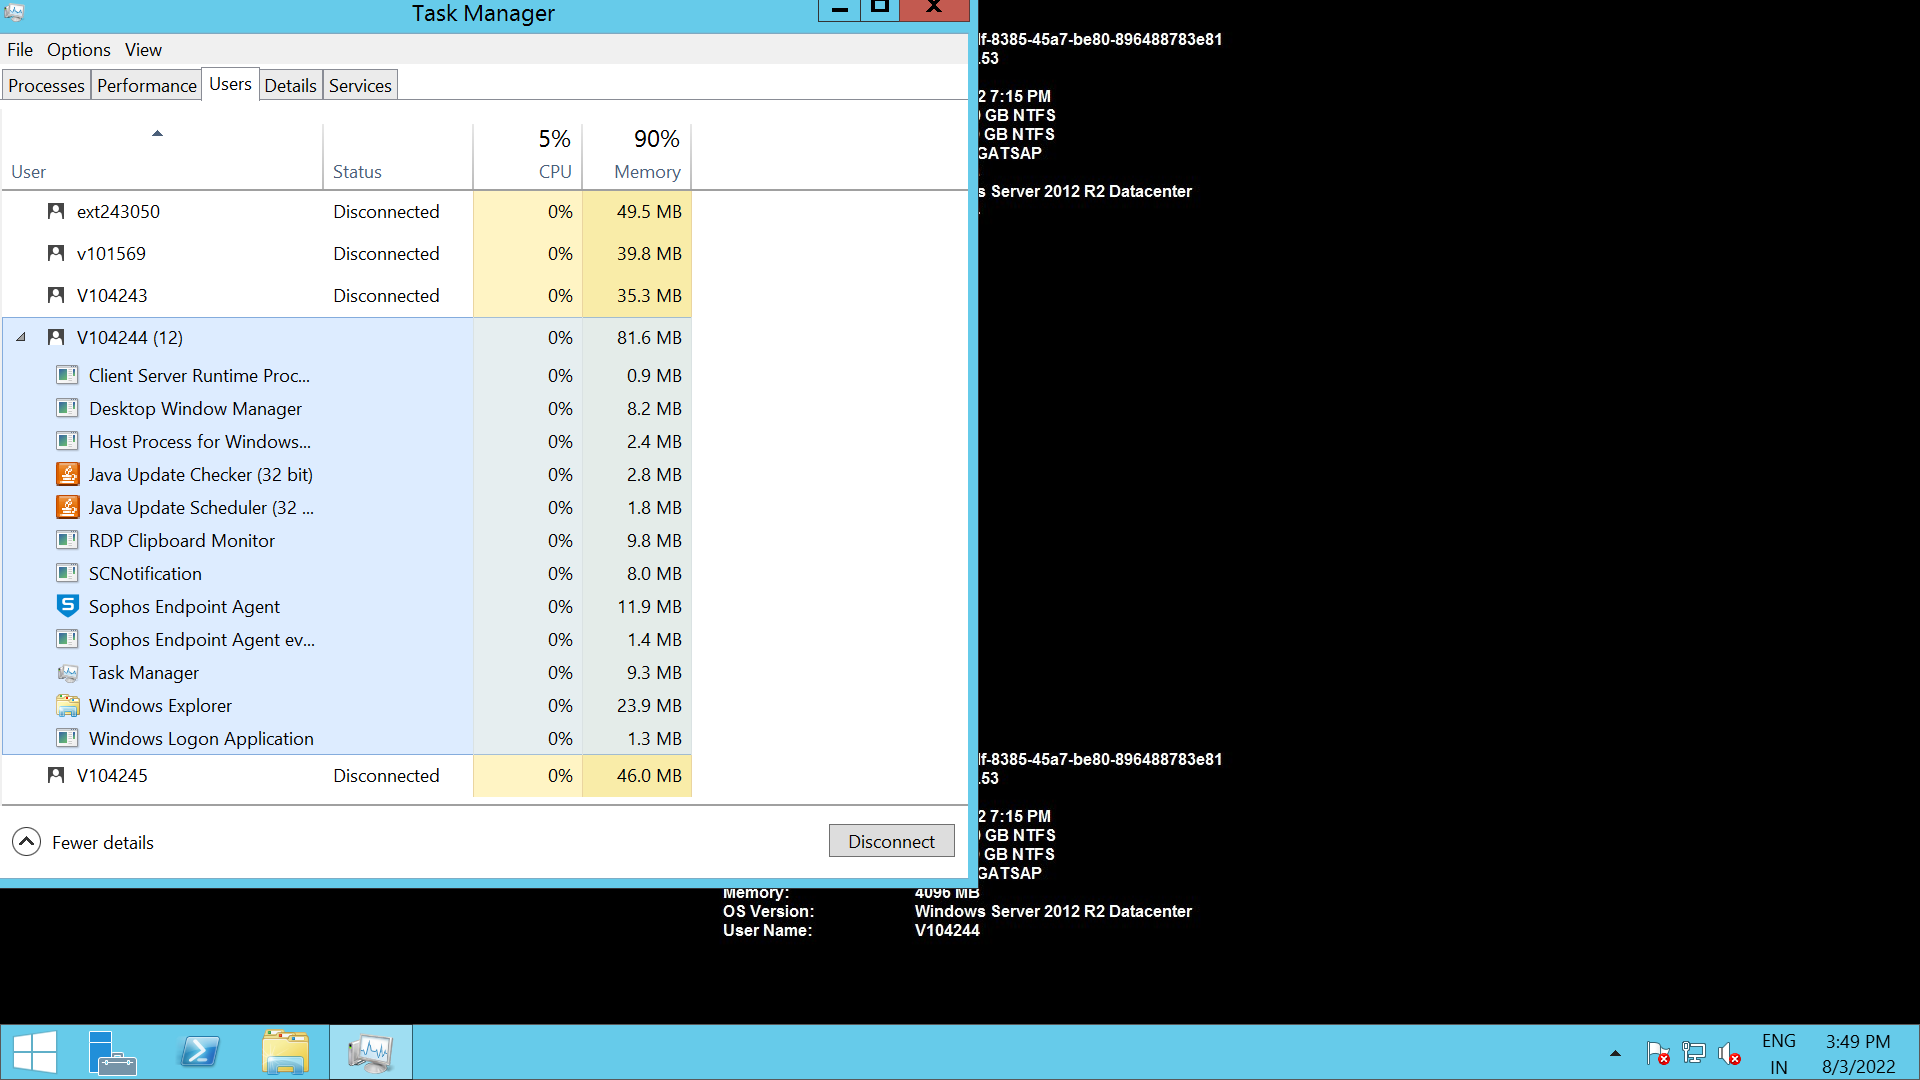 Task Manager
File Options View
Processes Performance Users Details Services
5% 90%
User Status CPU Memory
ext243050 Disconnected 0% 49.5 MB
v101569 Disconnected 0% 39.8 MB
V104243 Disconnected 0% 35.3 MB
V104244 (12) 0% 81.6 MB
Client Server Runtime Proc... 0% 0.9 MB
Desktop Window Manager 0% 8.2 MB
Host Process for Windows... 0% 2.4 MB
Java Update Checker (32 bit) 0% 2.8 MB
Java Update Scheduler (32 ... 0% 1.8 MB
RDP Clipboard Monitor 0% 9.8 MB
SCNotification 0% 8.0 MB
Sophos Endpoint Agent 0% 11.9 MB
Sophos Endpoint Agent ev... 0% 1.4 MB
Task Manager 0% 9.3 MB
Windows Explorer 0% 23.9 MB
Windows Logon Application 0% 1.3 MB
V104245 Disconnected 0% 46.0 MB
Fewer details Disconnect
f-8385-45a7-be80-896488783e81
.53
2 7:15 PM
GB NTFS
GB NTFS
GATSAP
s Server 2012 R2 Datacenter
f-8385-45a7-be80-896488783e81
.53
2 7:15 PM
GB NTFS
GB NTFS
GATSAP
Memory: 4096 MB
OS Version: Windows Server 2012 R2 Datacenter
User Name: V104244
ENG 3:49 PM
IN 8/3/2022